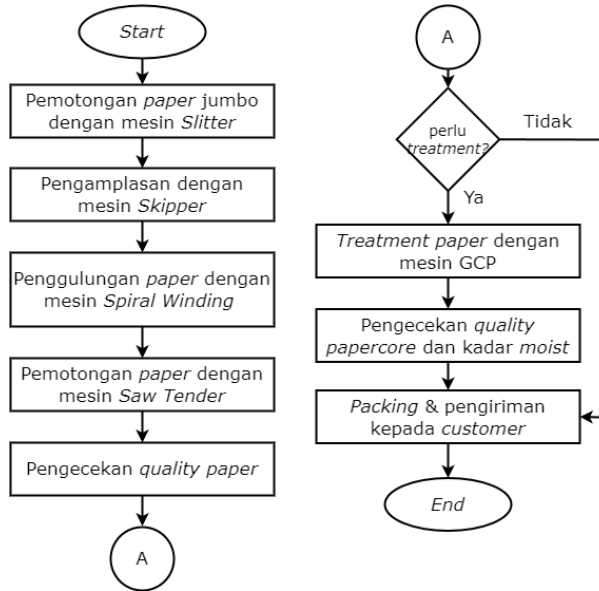 Start
Pemotongan paper jumbo
dengan mesin Slitter
Pengamplasan dengan
mesin Skipper
Penggulungan paper dengan
mesin Spiral Winding
Pemotongan paper dengan
mesin Saw Tender
Pengecekan quality paper
A
A
perlu
treatment?
Tidak
Ya
Treatment paper dengan
mesin GCP
Pengecekan quality
papercore dan kadar moist
Packing & pengiriman
kepada customer
End